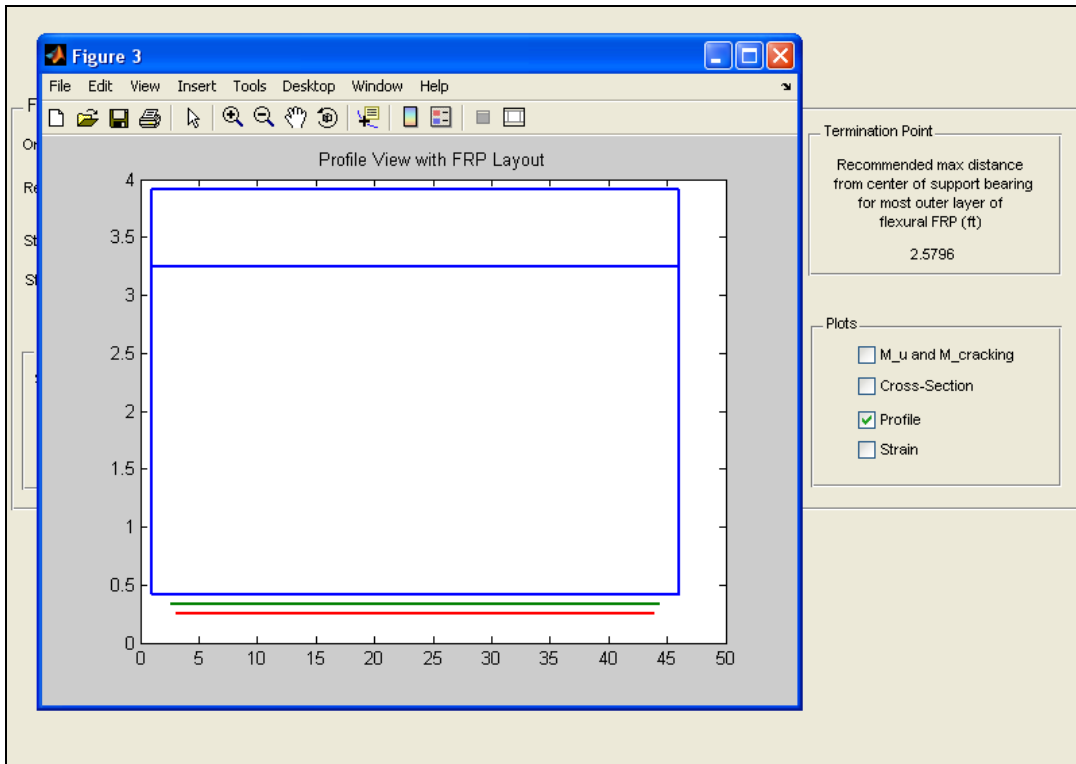 Figure 3
File Edit View Insert Tools Desktop Window Help
Profile View with FRP Layout
4
3.5
3
2.5
2
1.5
1
0.5
0
0 5 10 15 20 25 30 35 40 45 50
Termination Point
Recommended max distance
from center of support bearing
for most outer layer of
flexural FRP (ft)
2.5796
Plots
M_u and M_cracking
Cross-Section
Profile
Strain